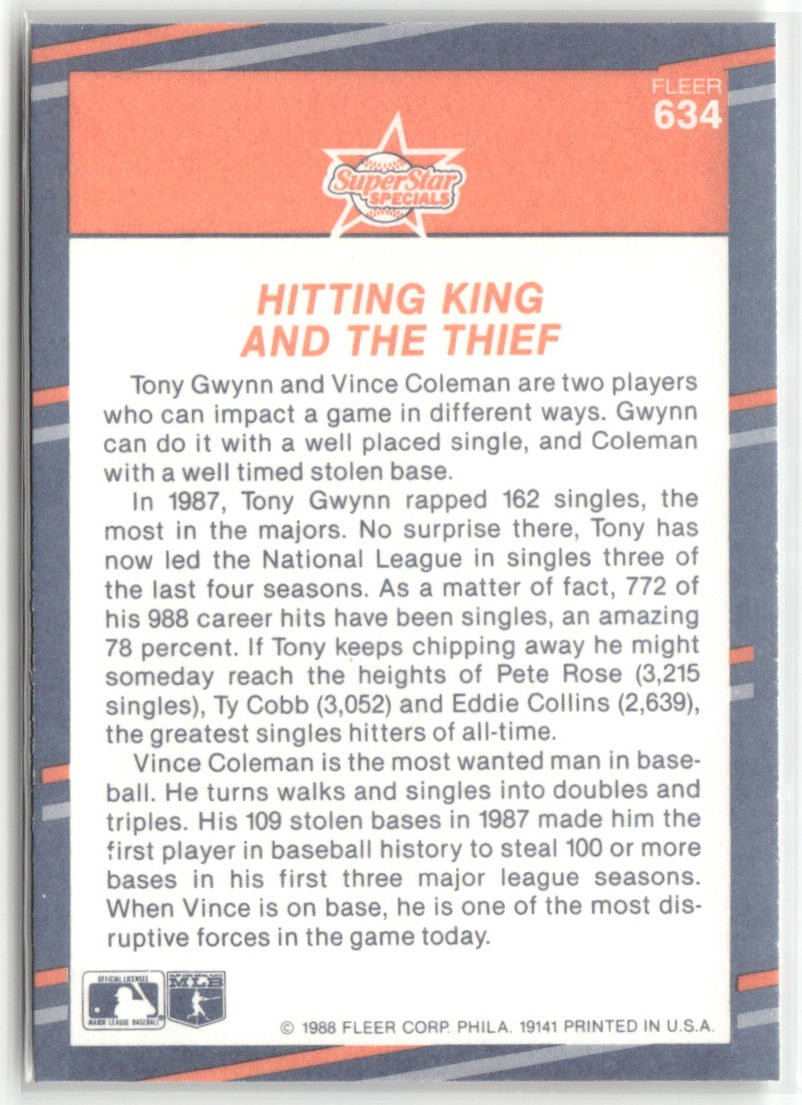 FLEER
634
SuperStar
SPECIALS
HITTING KING
AND THE THIEF
Tony Gwynn and Vince Coleman are two players
who can impact a game in different ways. Gwynn
can do it with a well placed single, and Coleman
with a well timed stolen base.
In 1987, Tony Gwynn rapped 162 singles, the
most in the majors. No surprise there, Tony has
now led the National League in singles three of
the last four seasons. As a matter of fact, 772 of
his 988 career hits have been singles, an amazing
78 percent. If Tony keeps chipping away he might
someday reach the heights of Pete Rose (3,215
singles), Ty Cobb (3,052) and Eddie Collins (2,639),
the greatest singles hitters of all-time.
Vince Coleman is the most wanted man in base-
ball. He turns walks and singles into doubles and
triples. His 109 stolen bases in 1987 made him the
first player in baseball history to steal 100 or more
bases in his first three major league seasons.
When Vince is on base, he is one of the most dis-
ruptive forces in the game today.
OFFICIAL LICENSEE
MAJOR LEAGUE BASEBALL
MLB
© 1988 FLEER CORP. PHILA. 19141 PRINTED IN U.S.A.